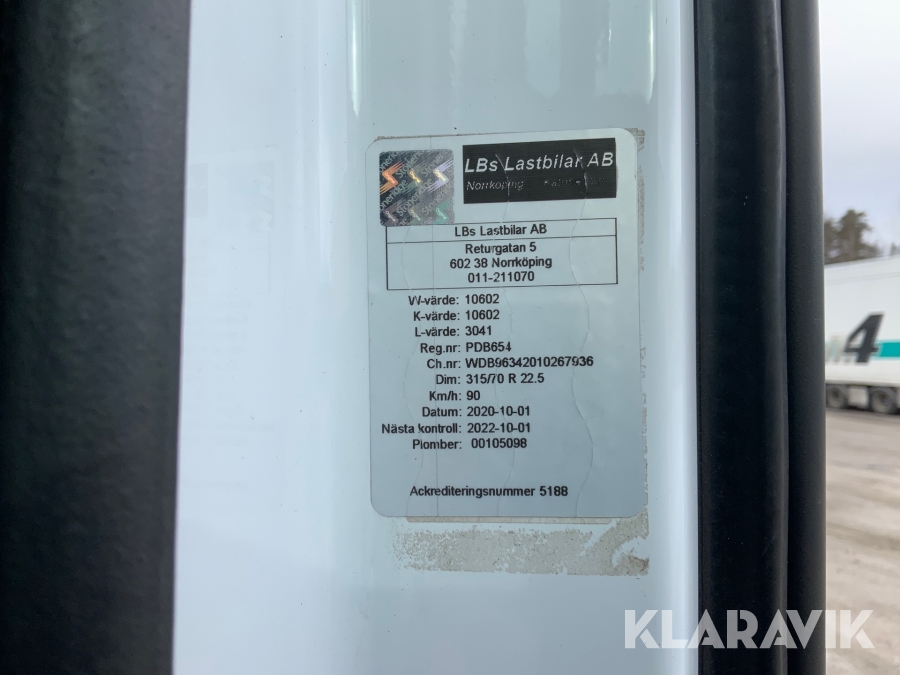 LBs Lastbilar AB
Norrköping
Stoneridge
LBs Lastbilar AB
Returgatan 5
602 38 Norrköping
011-211070
W-värde: 10602
K-värde: 10602
L-värde: 3041
Reg.nr: PDB654
Ch.nr: WDB96342010267936
Dim: 315/70 R 22.5
Km/h: 90
Datum: 2020-10-01
Nästa kontroll: 2022-10-01
Plomber: 00105098
Ackrediteringsnummer 5188
4
KLARAVIK